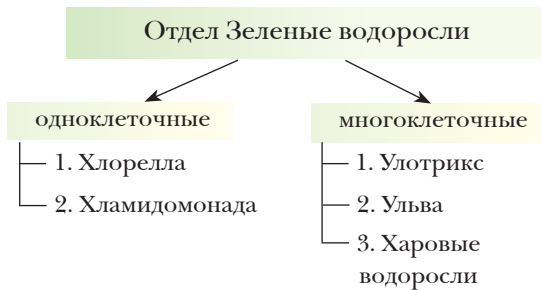 Отдел Зеленые водоросли
одноклеточные
1. Хлорелла
2. Хламидомонада
многоклеточные
1. Улотрикс
2. Ульва
3. Харовые
водоросли